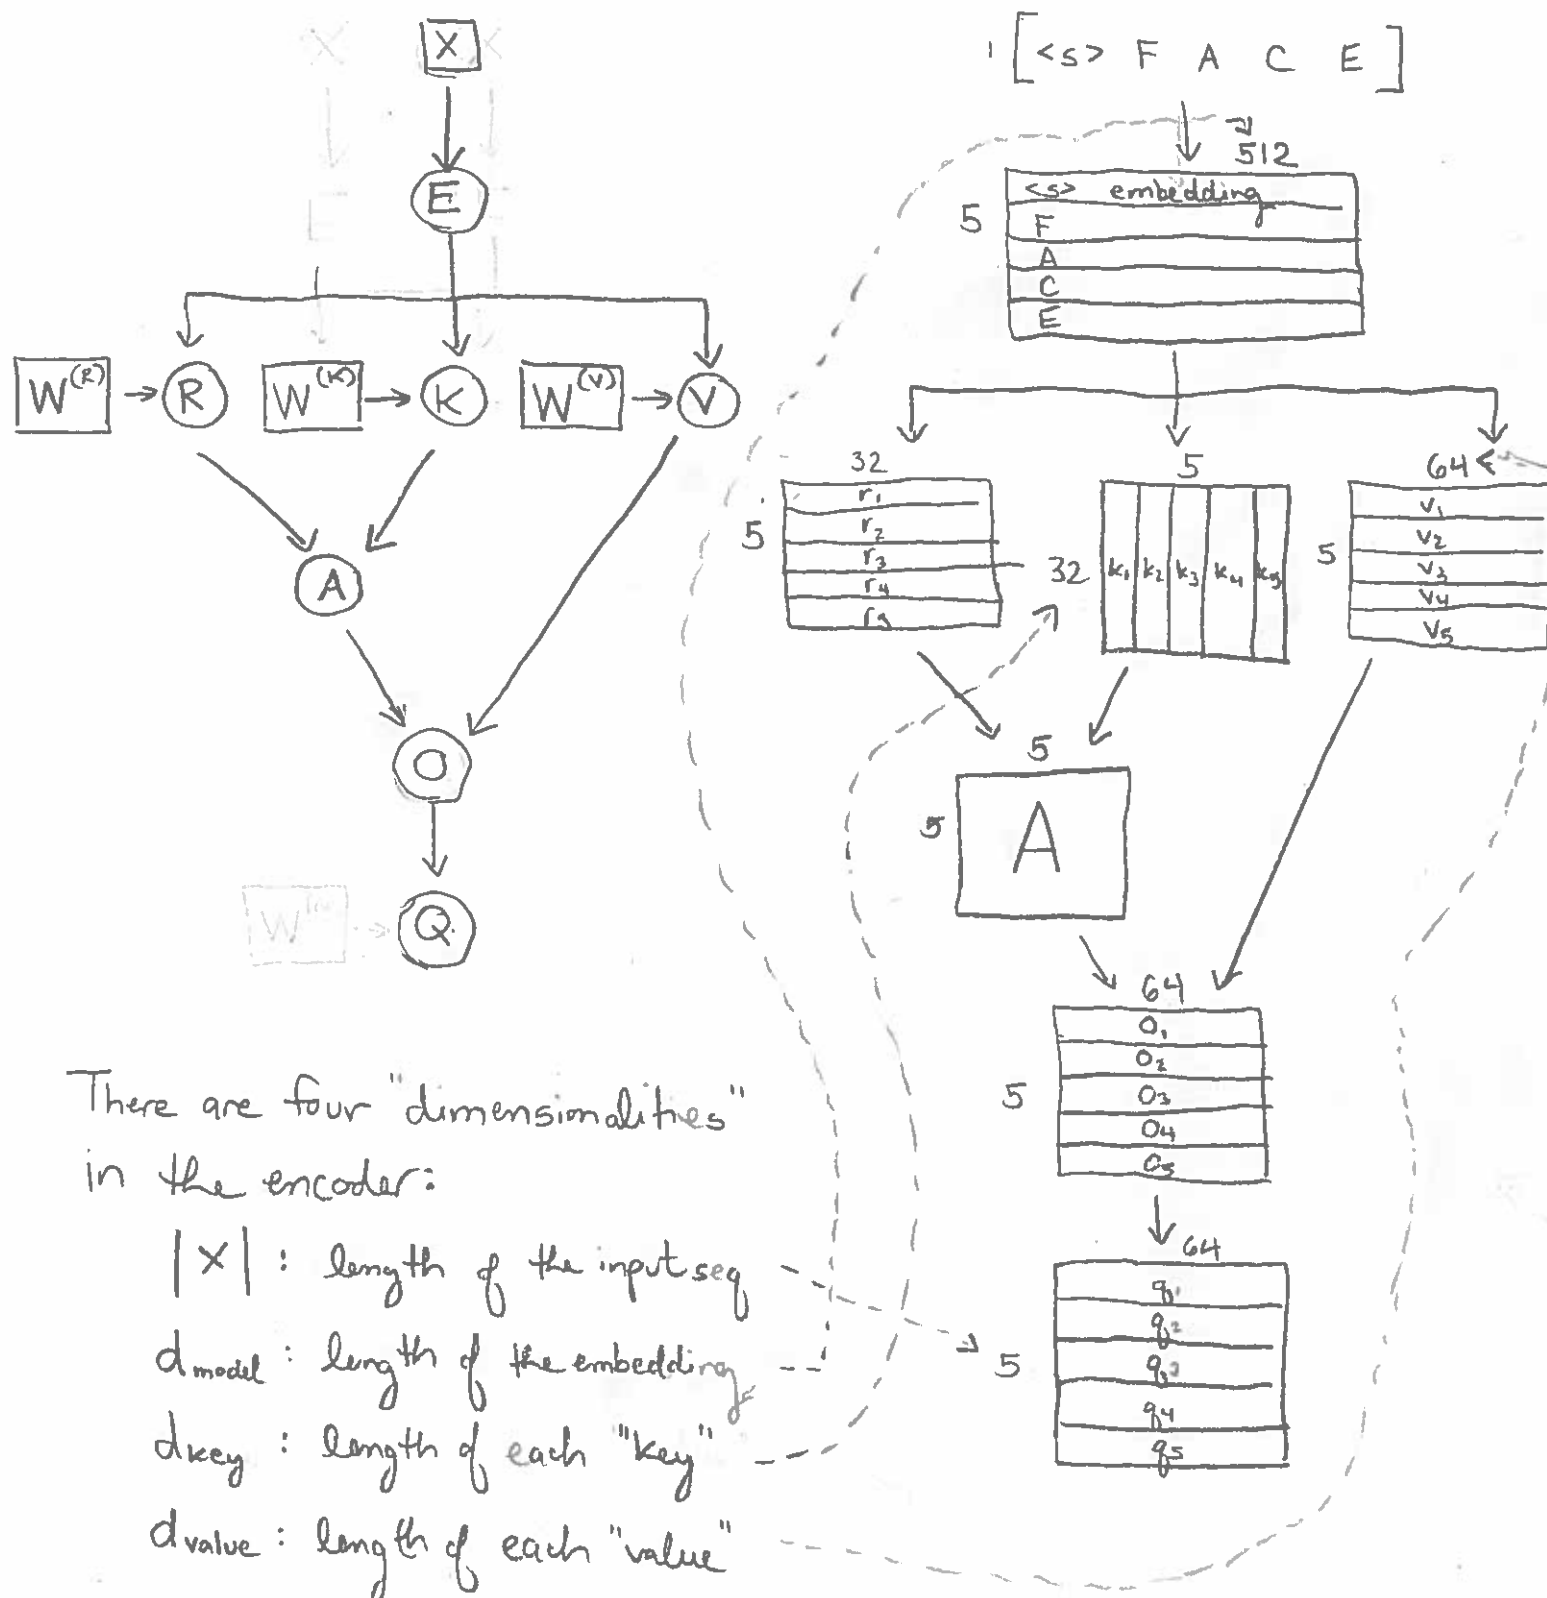 X
1 [ <s> F A C E ]
512
E
<s> embedding
5
F
A
C
E
W(R) R W(K) K W(V) V
32 5 64
5 r1 r2 r3 r4 r5
32 k1 k2 k3 k4 k5
5 v1 v2 v3 v4 v5
A
5
5 A
O
64
5 o1 o2 o3 o4 o5
Q
There are four "dimensionalities"
in the encoder:
|X| : length of the input seq
dmodel : length of the embedding
dkey : length of each "key"
dvalue : length of each "value"
64
5 q1 q2 q3 q4 q5